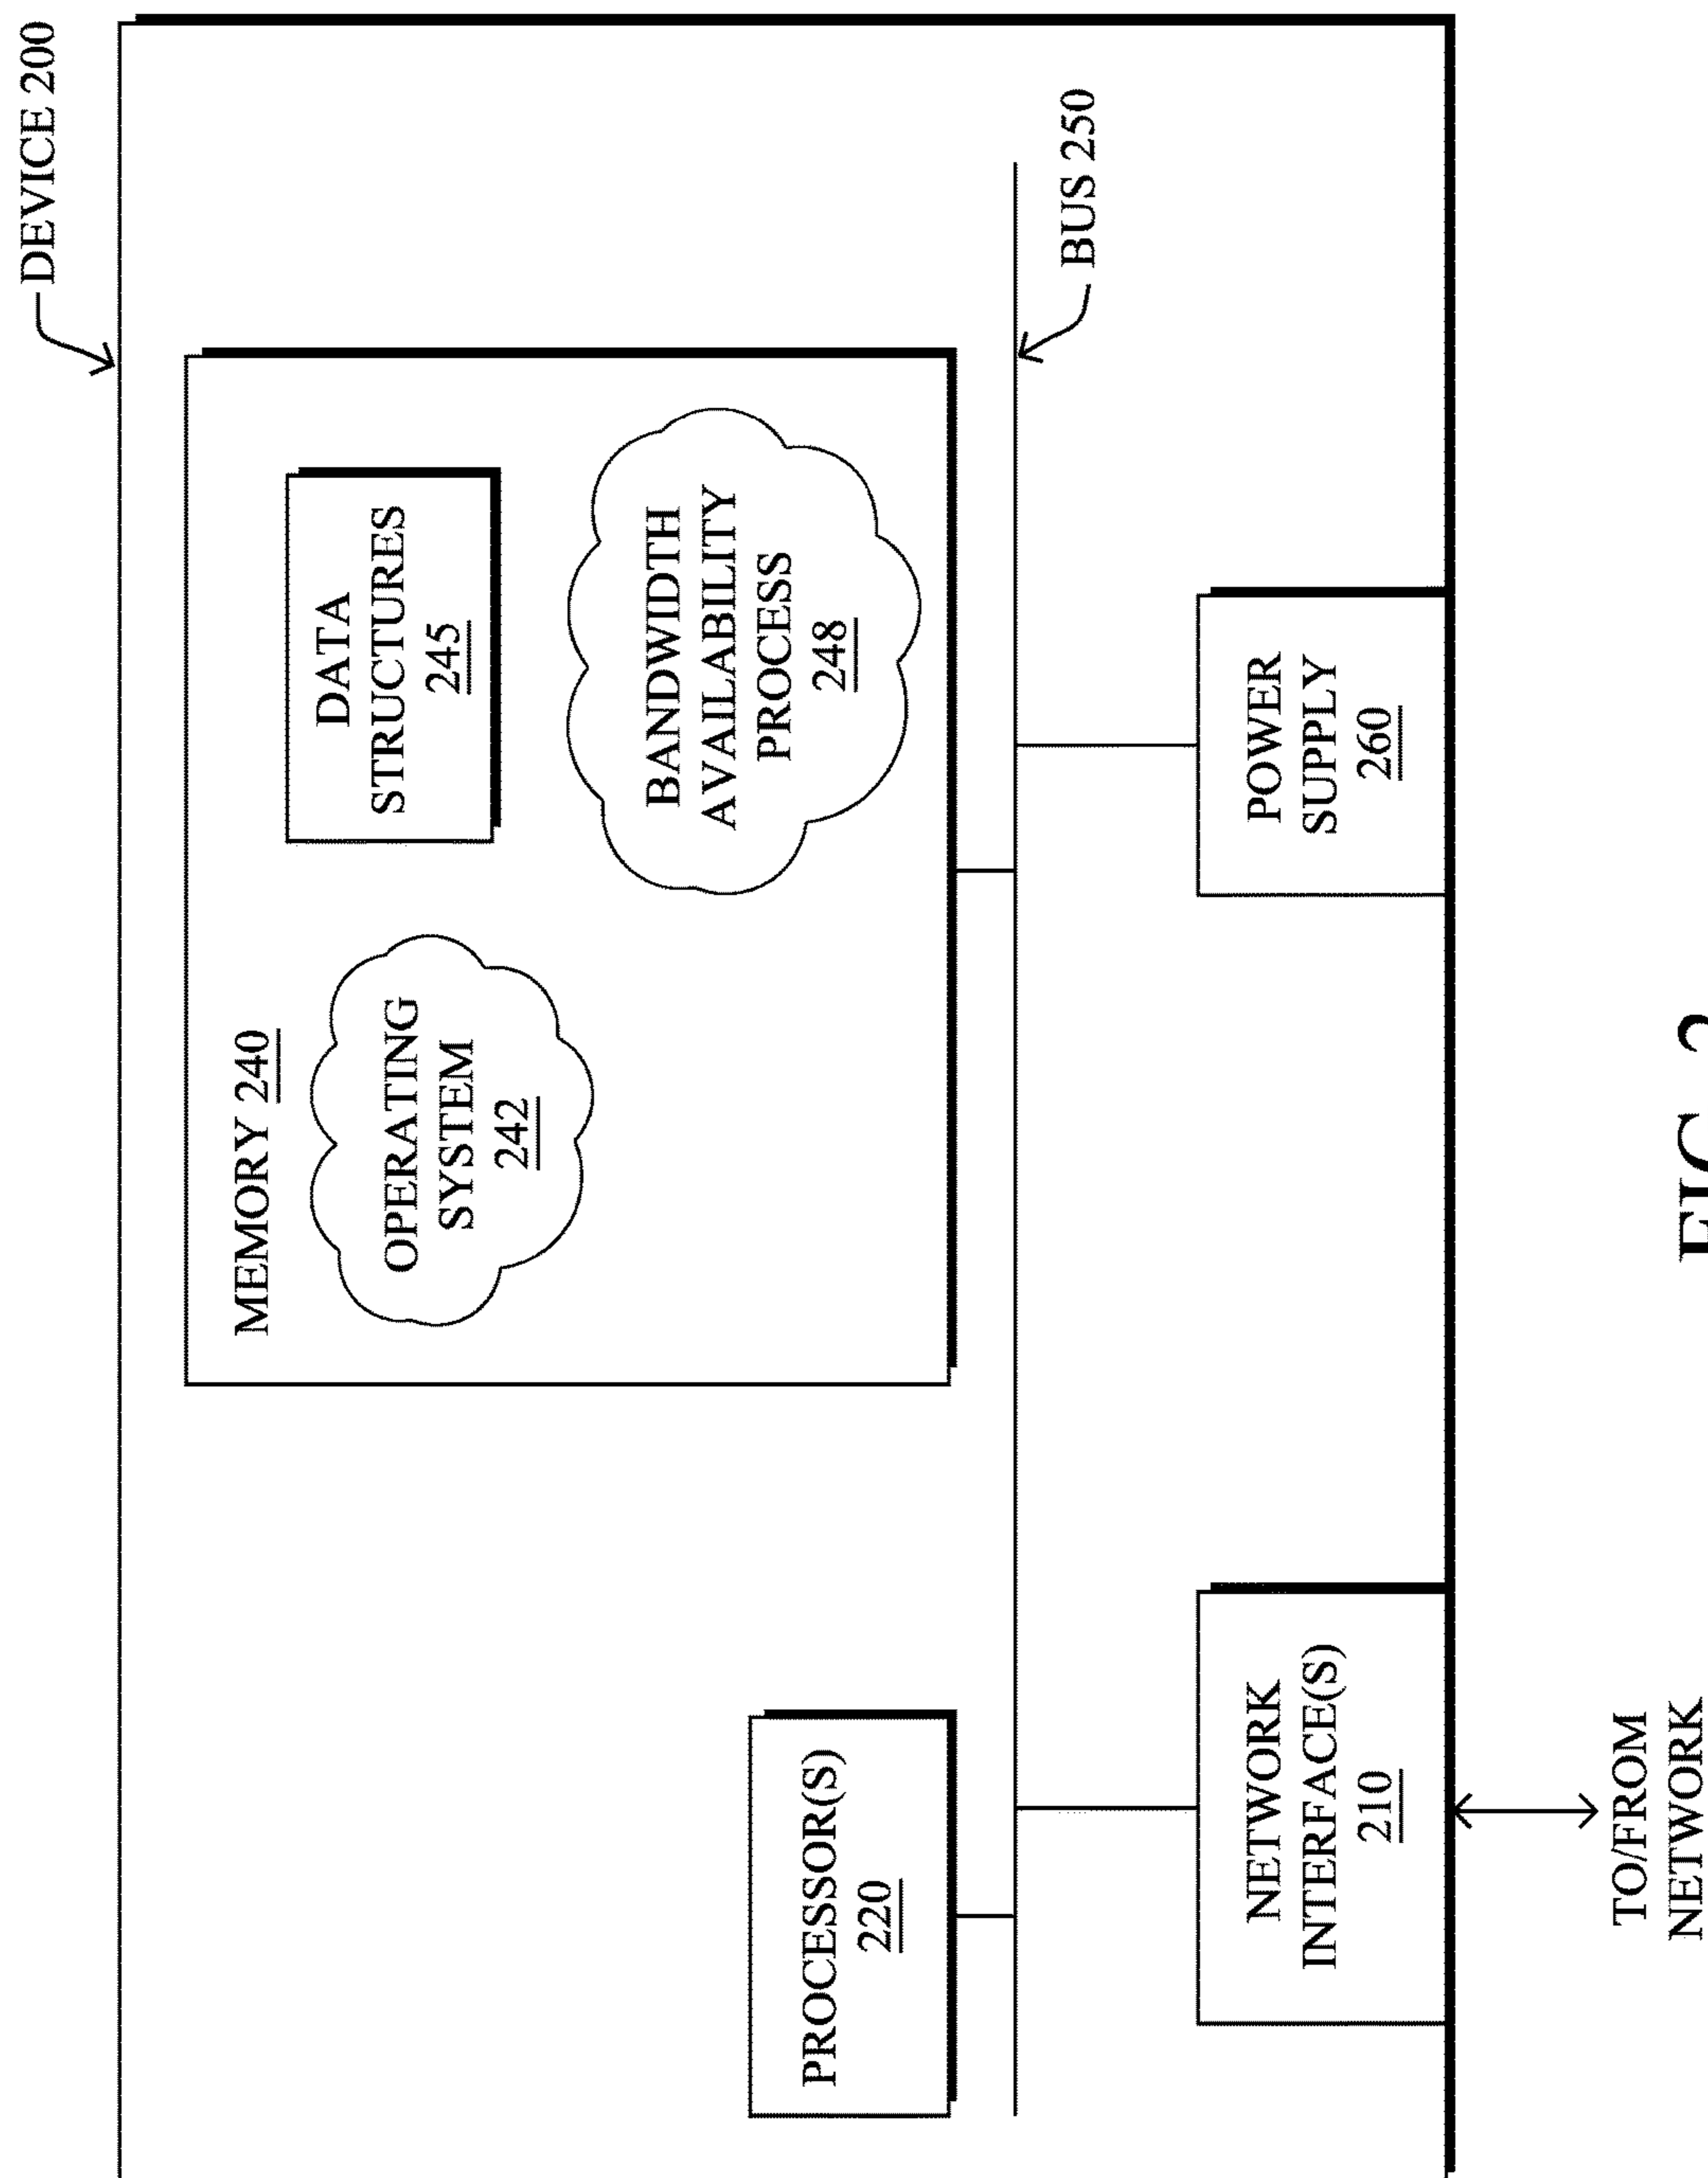 DEVICE 200
MEMORY 240
OPERATING
SYSTEM
242
DATA
STRUCTURES
245
BANDWIDTH
AVAILABILITY
PROCESS
248
PROCESSOR(S)
220
BUS 250
NETWORK
INTERFACE(S)
210
POWER
SUPPLY
260
TO/FROM
NETWORK